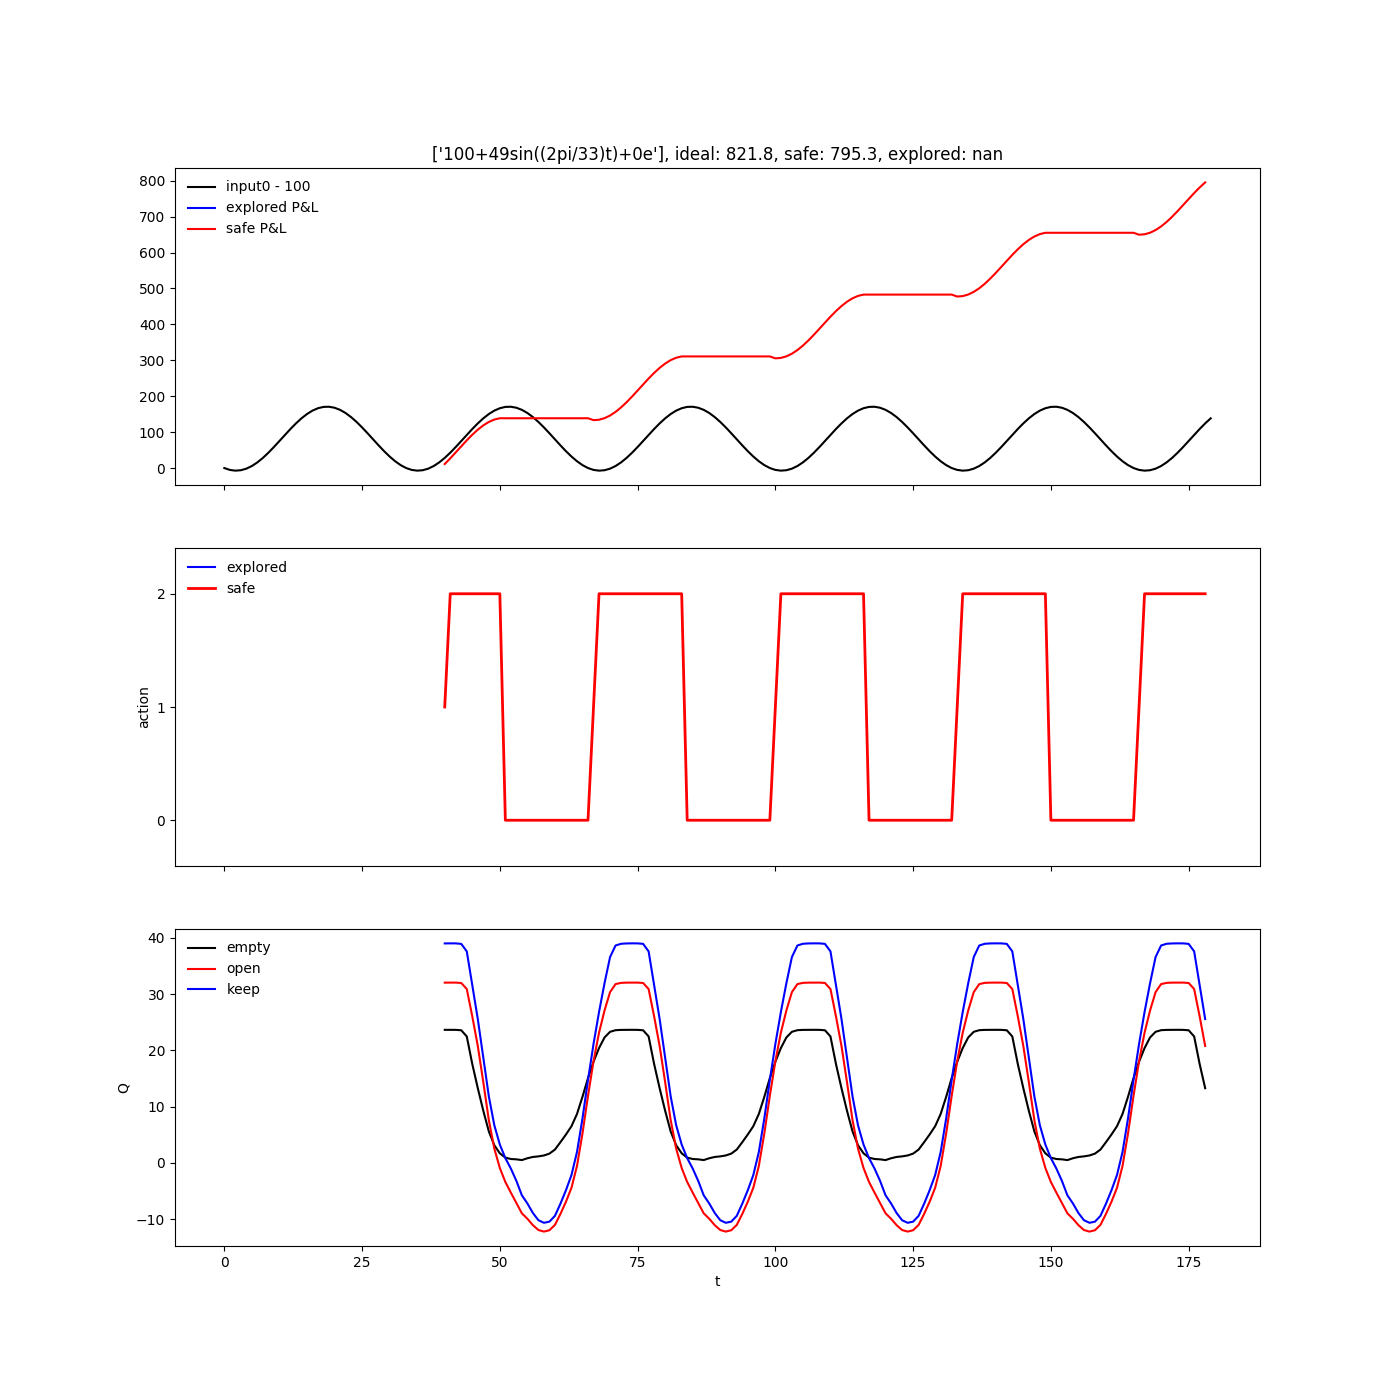 ['100+49sin((2pi/33)t)+0e'], ideal: 821.8, safe: 795.3, explored: nan
800
700
600
500
400
300
200
100
0
input0 - 100
explored P&L
safe P&L
action
2
1
0
explored
safe
Q
40
30
20
10
0
−10
empty
open
keep
0 25 50 75 100 125 150 175
t